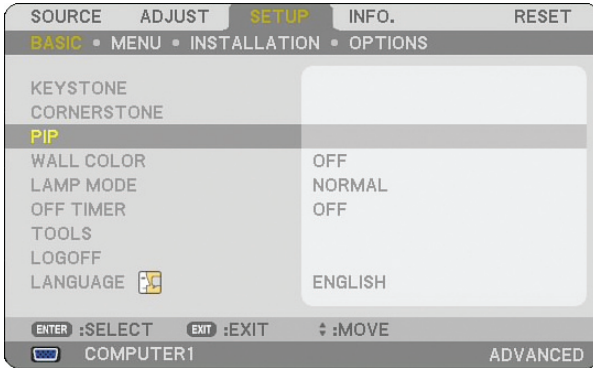 SOURCE ADJUST SETUP INFO. RESET
BASIC • MENU • INSTALLATION • OPTIONS
KEYSTONE
CORNERSTONE
PIP
WALL COLOR OFF
LAMP MODE NORMAL
OFF TIMER OFF
TOOLS
LOGOFF
LANGUAGE ENGLISH
ENTER :SELECT EXIT :EXIT :MOVE
COMPUTER1 ADVANCED